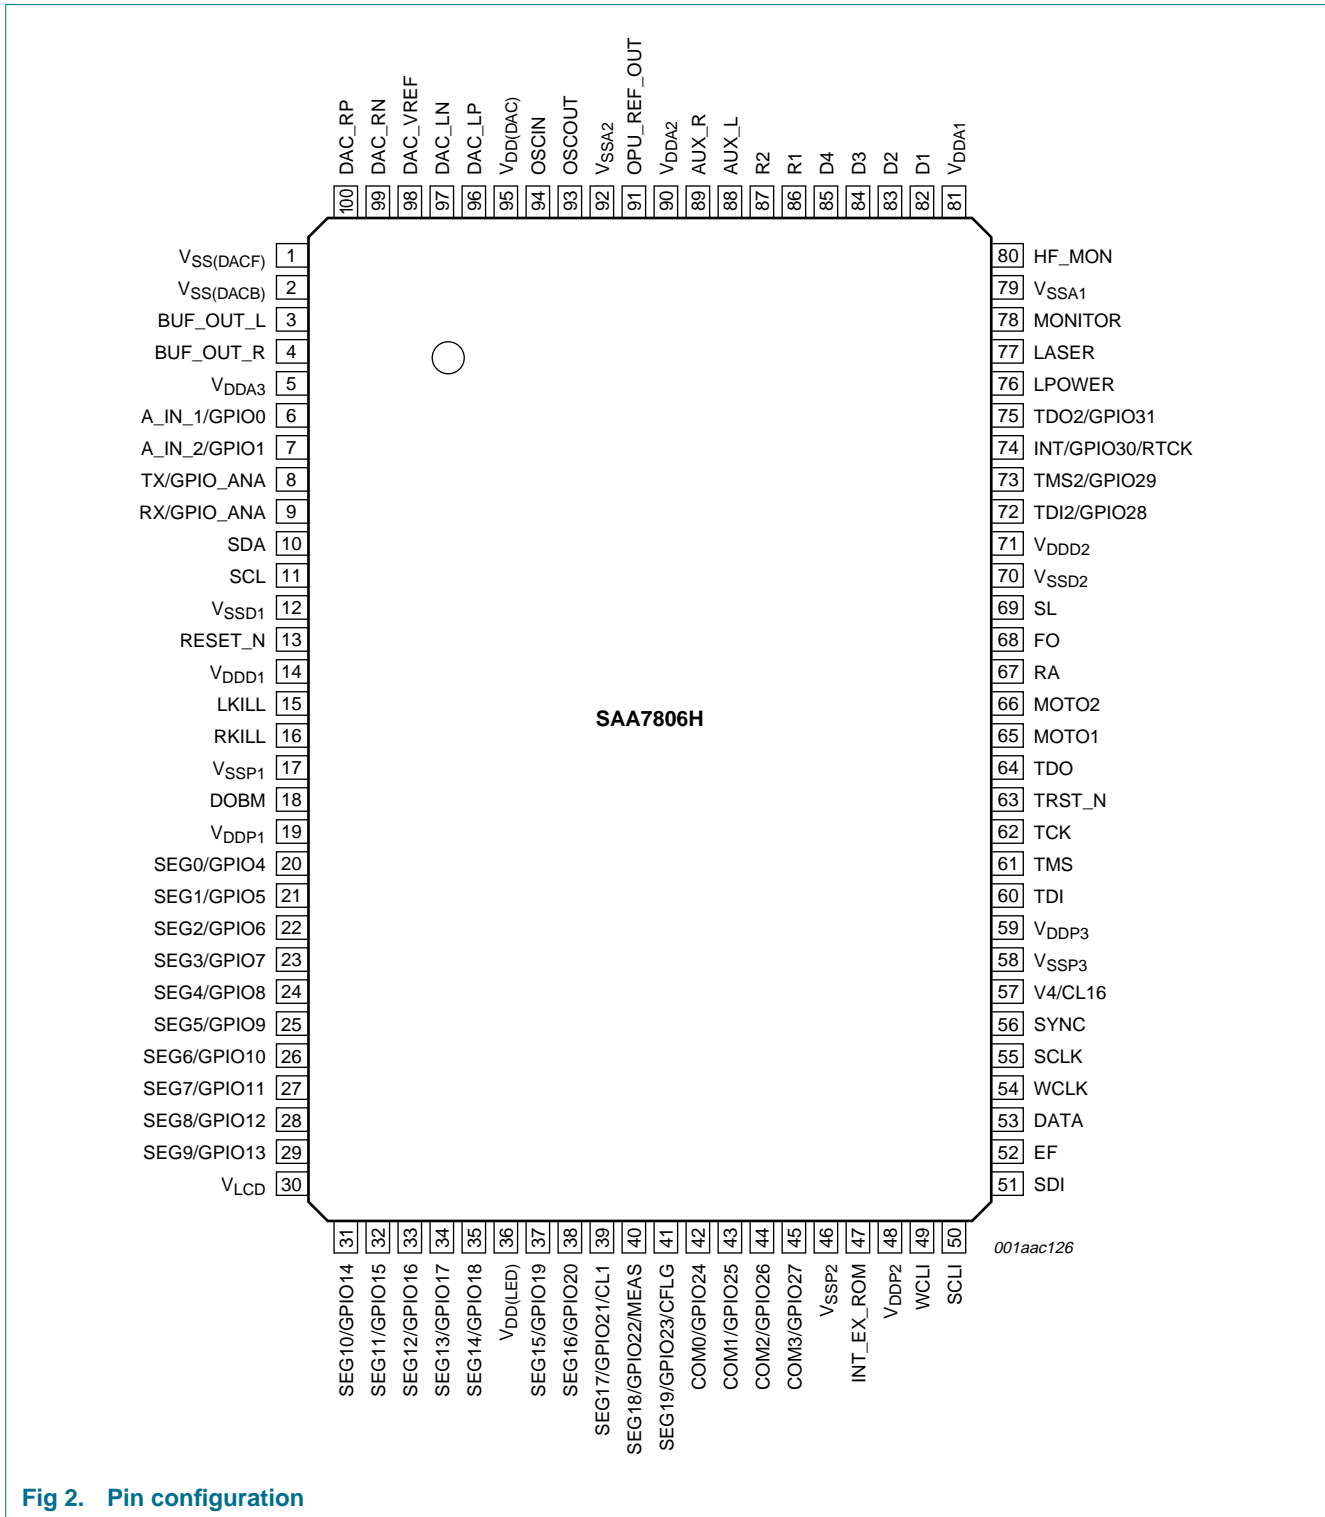 100 DAC_RP
99 DAC_RN
98 DAC_VREF
97 DAC_LN
96 DAC_LP
95 VDD(DAC)
94 OSCIN
93 OSCOUT
92 VSSA2
91 OPU_REF_OUT
90 VDDA2
89 AUX_R
88 AUX_L
87 R2
86 R1
85 D4
84 D3
83 D2
82 D1
81 VDDA1
VSS(DACF) 1
VSS(DACB) 2
BUF_OUT_L 3
BUF_OUT_R 4
VDDA3 5
A_IN_1/GPIO0 6
A_IN_2/GPIO1 7
TX/GPIO_ANA 8
RX/GPIO_ANA 9
SDA 10
SCL 11
VSSD1 12
RESET_N 13
VDDD1 14
LKILL 15
RKILL 16
VSSP1 17
DOBM 18
VDDP1 19
SEG0/GPIO4 20
SEG1/GPIO5 21
SEG2/GPIO6 22
SEG3/GPIO7 23
SEG4/GPIO8 24
SEG5/GPIO9 25
SEG6/GPIO10 26
SEG7/GPIO11 27
SEG8/GPIO12 28
SEG9/GPIO13 29
VLCD 30
SAA7806H
80 HF_MON
79 VSSA1
78 MONITOR
77 LASER
76 LPOWER
75 TDO2/GPIO31
74 INT/GPIO30/RTCK
73 TMS2/GPIO29
72 TDI2/GPIO28
71 VDDD2
70 VSSD2
69 SL
68 FO
67 RA
66 MOTO2
65 MOTO1
64 TDO
63 TRST_N
62 TCK
61 TMS
60 TDI
59 VDDP3
58 VSSP3
57 V4/CL16
56 SYNC
55 SCLK
54 WCLK
53 DATA
52 EF
51 SDI
SEG10/GPIO14 31
SEG11/GPIO15 32
SEG12/GPIO16 33
SEG13/GPIO17 34
SEG14/GPIO18 35
VDD(LED) 36
SEG15/GPIO19 37
SEG16/GPIO20 38
SEG17/GPIO21/CL1 39
SEG18/GPIO22/MEAS 40
SEG19/GPIO23/CFLG 41
COM0/GPIO24 42
COM1/GPIO25 43
COM2/GPIO26 44
COM3/GPIO27 45
VSSP2 46
INT_EX_ROM 47
VDDP2 48
WCLI 49
SCLI 50
001aac126
Fig 2. Pin configuration